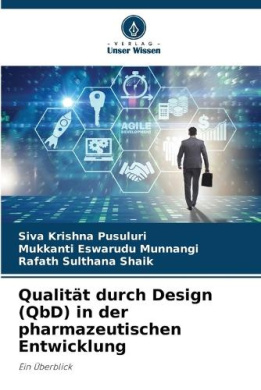 VERLAG
Unser Wissen
AGILE
DEVELOPMENT
Siva Krishna Pusuluri
Mukkanti Eswarudu Munnangi
Rafath Sulthana Shaik
Qualität durch Design
(QbD) in der
pharmazeutischen
Entwicklung
Ein Überblick